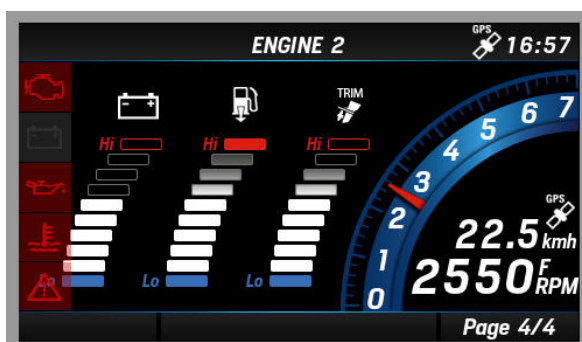 ENGINE 2
GPS
16:57
TRIM
Hi Hi Hi
Lo Lo Lo
0 1 2 3 4 5 6 7
GPS
22.5 kmh
2550 F RPM
Page 4/4